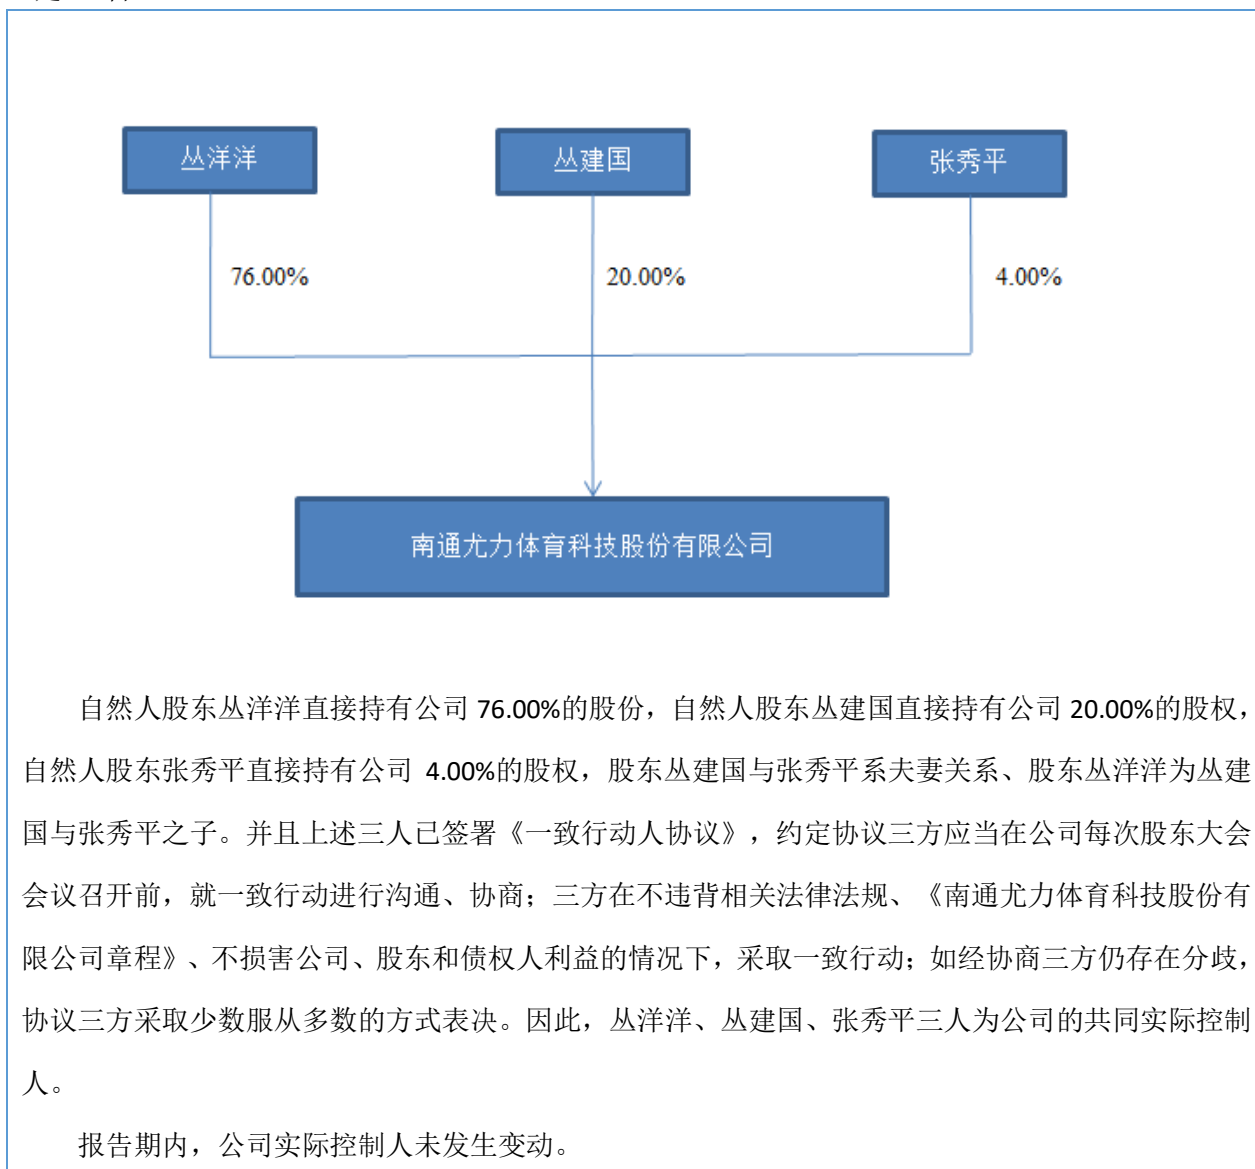 丛洋洋
丛建国
张秀平
76.00%
20.00%
4.00%
南通尤力体育科技股份有限公司
自然人股东丛洋洋直接持有公司 76.00%的股份，自然人股东丛建国直接持有公司 20.00%的股权，
自然人股东张秀平直接持有公司 4.00%的股权，股东丛建国与张秀平系夫妻关系、股东丛洋洋为丛建
国与张秀平之子。并且上述三人已签署《一致行动人协议》，约定协议三方应当在公司每次股东大会
会议召开前，就一致行动进行沟通、协商；三方在不违背相关法律法规、《南通尤力体育科技股份有
限公司章程》、不损害公司、股东和债权人利益的情况下，采取一致行动；如经协商三方仍存在分歧，
协议三方采取少数服从多数的方式表决。因此，丛洋洋、丛建国、张秀平三人为公司的共同实际控制
人。
报告期内，公司实际控制人未发生变动。